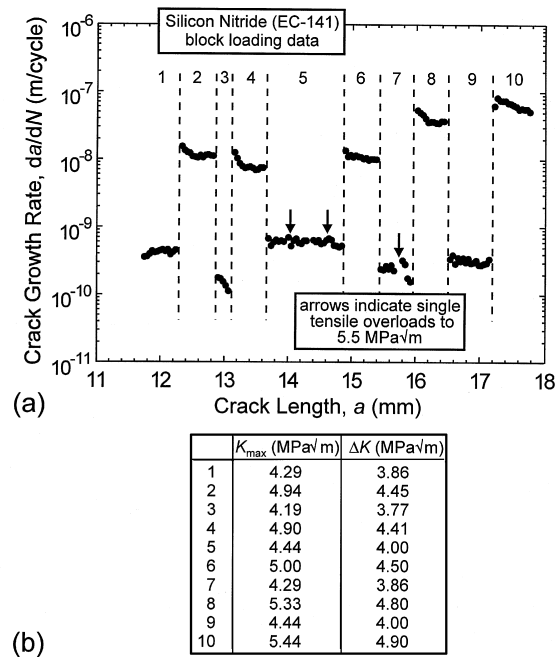 Silicon Nitride (EC-141)
block loading data
Crack Growth Rate, da/dN (m/cycle)
10⁻⁶
10⁻⁷
10⁻⁸
10⁻⁹
10⁻¹⁰
10⁻¹¹
1 2 3 4 5 6 7 8 9 10
arrows indicate single
tensile overloads to
5.5 MPa√m
11 12 13 14 15 16 17 18
Crack Length, a (mm)
(a)
Kmax (MPa√m) ΔK (MPa√m)
1 4.29 3.86
2 4.94 4.45
3 4.19 3.77
4 4.90 4.41
5 4.44 4.00
6 5.00 4.50
7 4.29 3.86
8 5.33 4.80
9 4.44 4.00
10 5.44 4.90
(b)